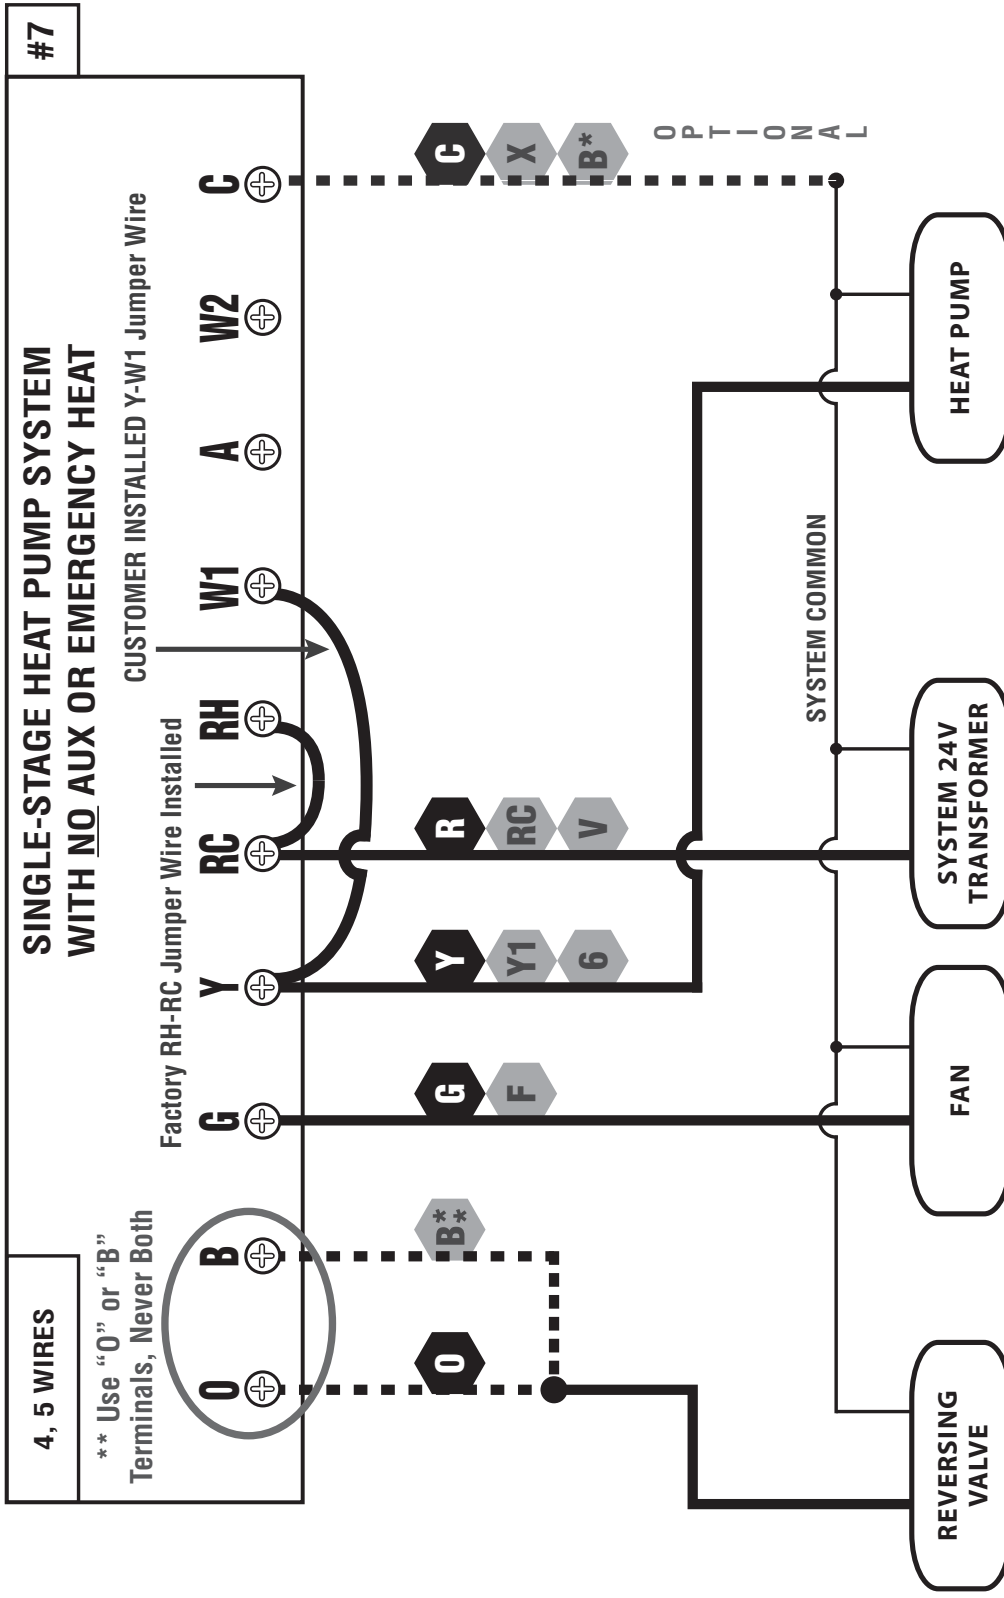 #7
4, 5 WIRES
SINGLE-STAGE HEAT PUMP SYSTEM
WITH NO AUX OR EMERGENCY HEAT
** Use “O” or “B”
Terminals, Never Both
Factory RH-RC Jumper Wire Installed
CUSTOMER INSTALLED Y-W1 Jumper Wire
O B G Y RC RH W1 A W2 C
O B* G Y R C
F Y1 RC X
6 V B*
OPTIONAL
SYSTEM COMMON
REVERSING
VALVE
FAN
SYSTEM 24V
TRANSFORMER
HEAT PUMP